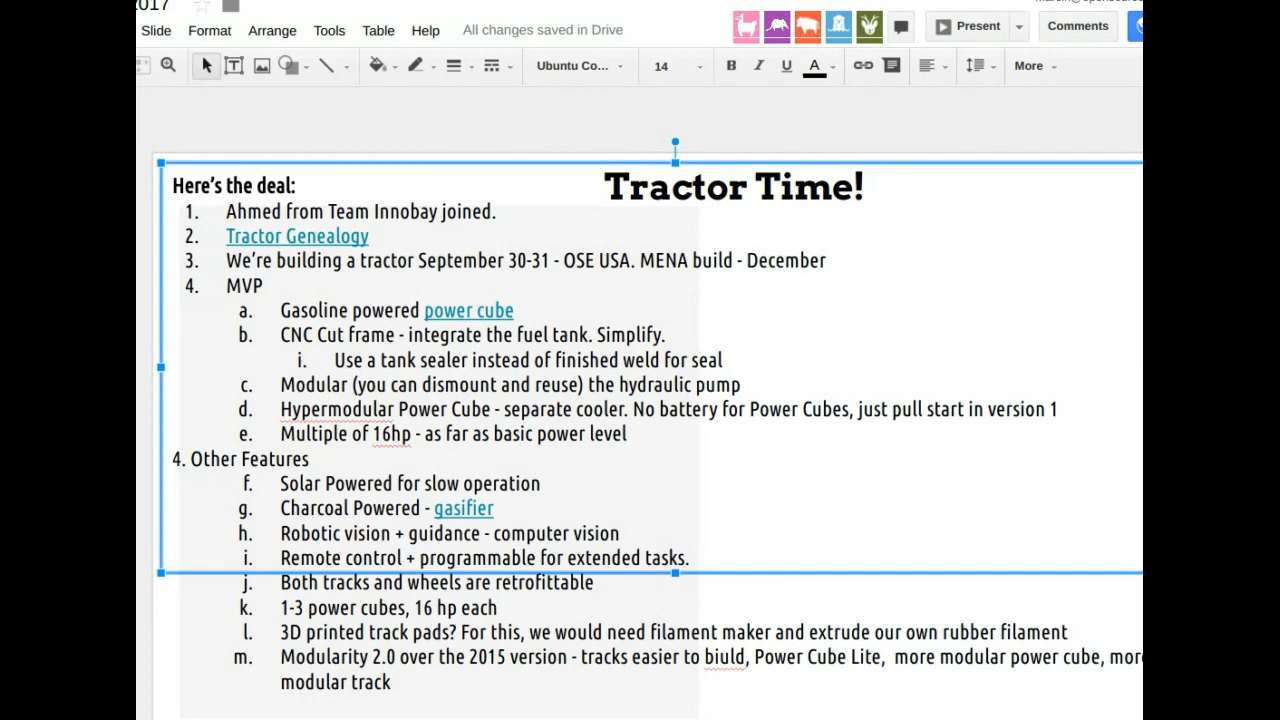 2017
Slide Format Arrange Tools Table Help All changes saved in Drive Present Comments
Ubuntu Co... 14 B I U A More
Tractor Time!
Here's the deal:
1. Ahmed from Team Innobay joined.
2. Tractor Genealogy
3. We're building a tractor September 30-31 - OSE USA. MENA build - December
4. MVP
a. Gasoline powered power cube
b. CNC Cut frame - integrate the fuel tank. Simplify.
i. Use a tank sealer instead of finished weld for seal
c. Modular (you can dismount and reuse) the hydraulic pump
d. Hypermodular Power Cube - separate cooler. No battery for Power Cubes, just pull start in version 1
e. Multiple of 16hp - as far as basic power level
4. Other Features
f. Solar Powered for slow operation
g. Charcoal Powered - gasifier
h. Robotic vision + guidance - computer vision
i. Remote control + programmable for extended tasks.
j. Both tracks and wheels are retrofittable
k. 1-3 power cubes, 16 hp each
l. 3D printed track pads? For this, we would need filament maker and extrude our own rubber filament
m. Modularity 2.0 over the 2015 version - tracks easier to biuld, Power Cube Lite, more modular power cube, more
modular track